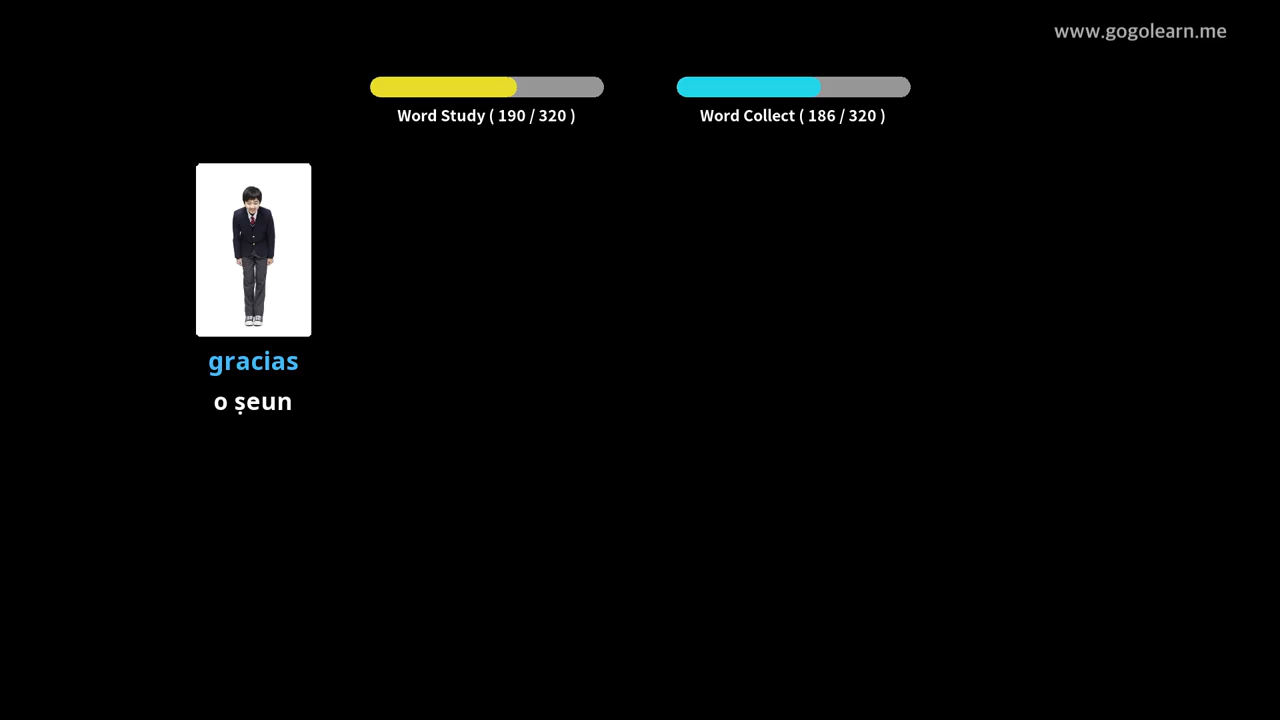 www.gogolearn.me
Word Study ( 190 / 320 )
Word Collect ( 186 / 320 )
gracias
o ṣeun